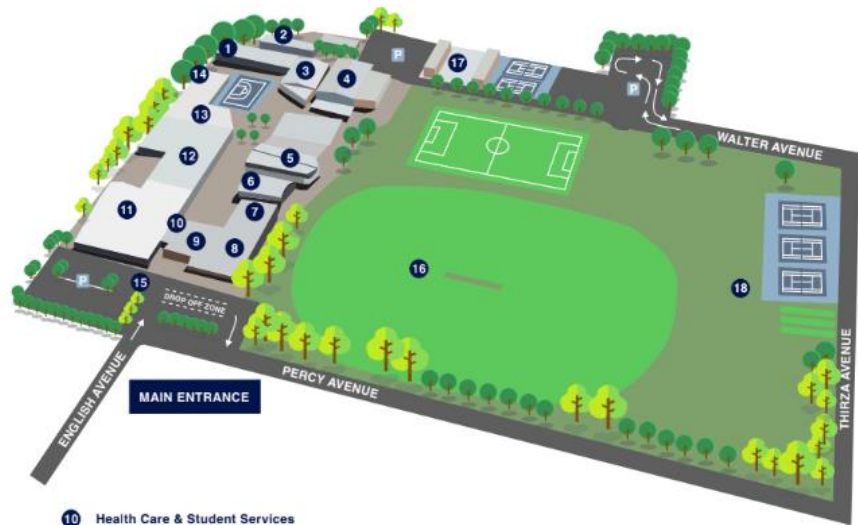 1
2
P
17
3
4
14
P
13
WALTER AVENUE
5
12
6
7
11
10
9
8
16
18
P
15
DROP OFF ZONE
ENGLISH AVENUE
MAIN ENTRANCE
PERCY AVENUE
THIRZA AVENUE
10 Health Care & Student Services